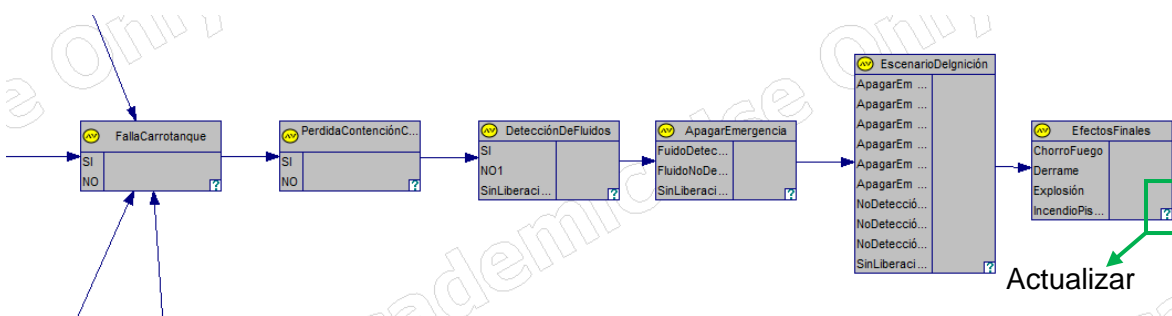 FallaCarrotanque
SI
NO
PerdidaContenciónC...
SI
NO
DetecciónDeFluidos
SI
NO1
SinLiberaci...
ApagarEmergencia
FuidoDetec...
FluidoNoDe...
SinLiberaci...
EscenarioDeIgnición
ApagarEm ...
ApagarEm ...
ApagarEm ...
ApagarEm ...
ApagarEm ...
ApagarEm ...
NoDetecció...
NoDetecció...
NoDetecció...
SinLiberaci...
EfectosFinales
ChorroFuego
Derrame
Explosión
IncendioPis...
Actualizar